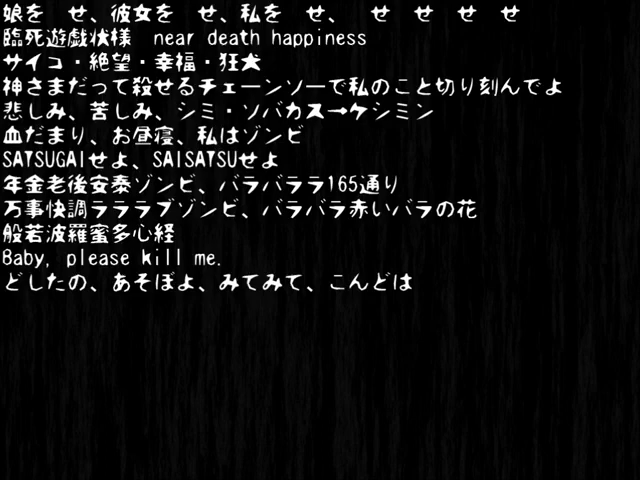 娘を　せ、彼女を　せ、私を　せ、　せ　せ　せ　せ
臨死遊戯状様　near death happiness
サイコ・絶望・幸福・狂犬
神さまだって殺せるチェーンソーで私のこと切り刻んでよ
悲しみ、苦しみ、シミ・ソバカス→ケシミン
血だまり、お昼寝、私はゾンビ
SATSUGAIせよ、SAISATSUせよ
年金老後安泰ゾンビ、バラバララ165通り
万事快調ラララブゾンビ、バラバラ赤いバラの花
般若波羅蜜多心経
Baby, please kill me.
どしたの、あそぼよ、みてみて、こんどは